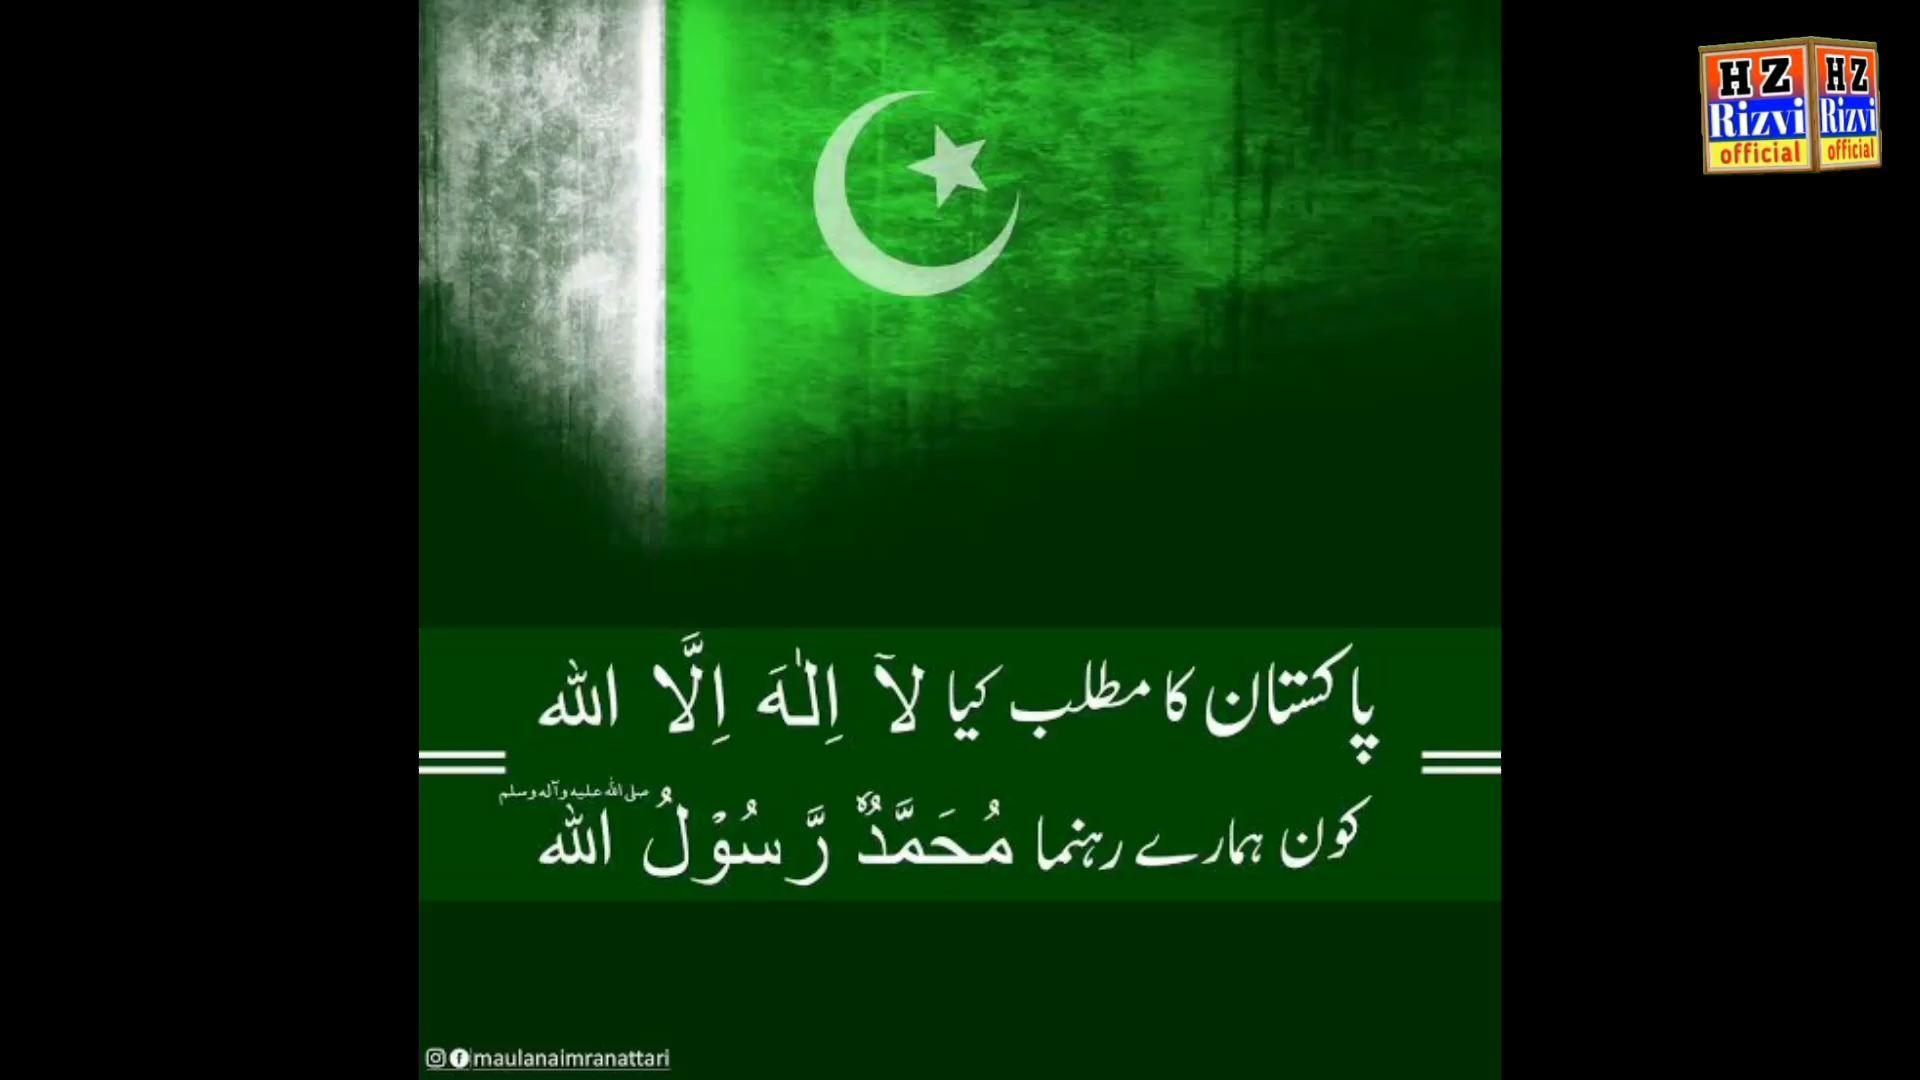 HZ HZ
Rizvi Rizvi
official official
پاکستان کا مطلب کیا لَآ اِلٰہَ اِلَّا اللہ
صلی اللہ علیہ وآلہ وسلم
کون ہمارے رہنما مُحَمَّدٌ رَّسُوْلُ اللہ
maulanaimranattari